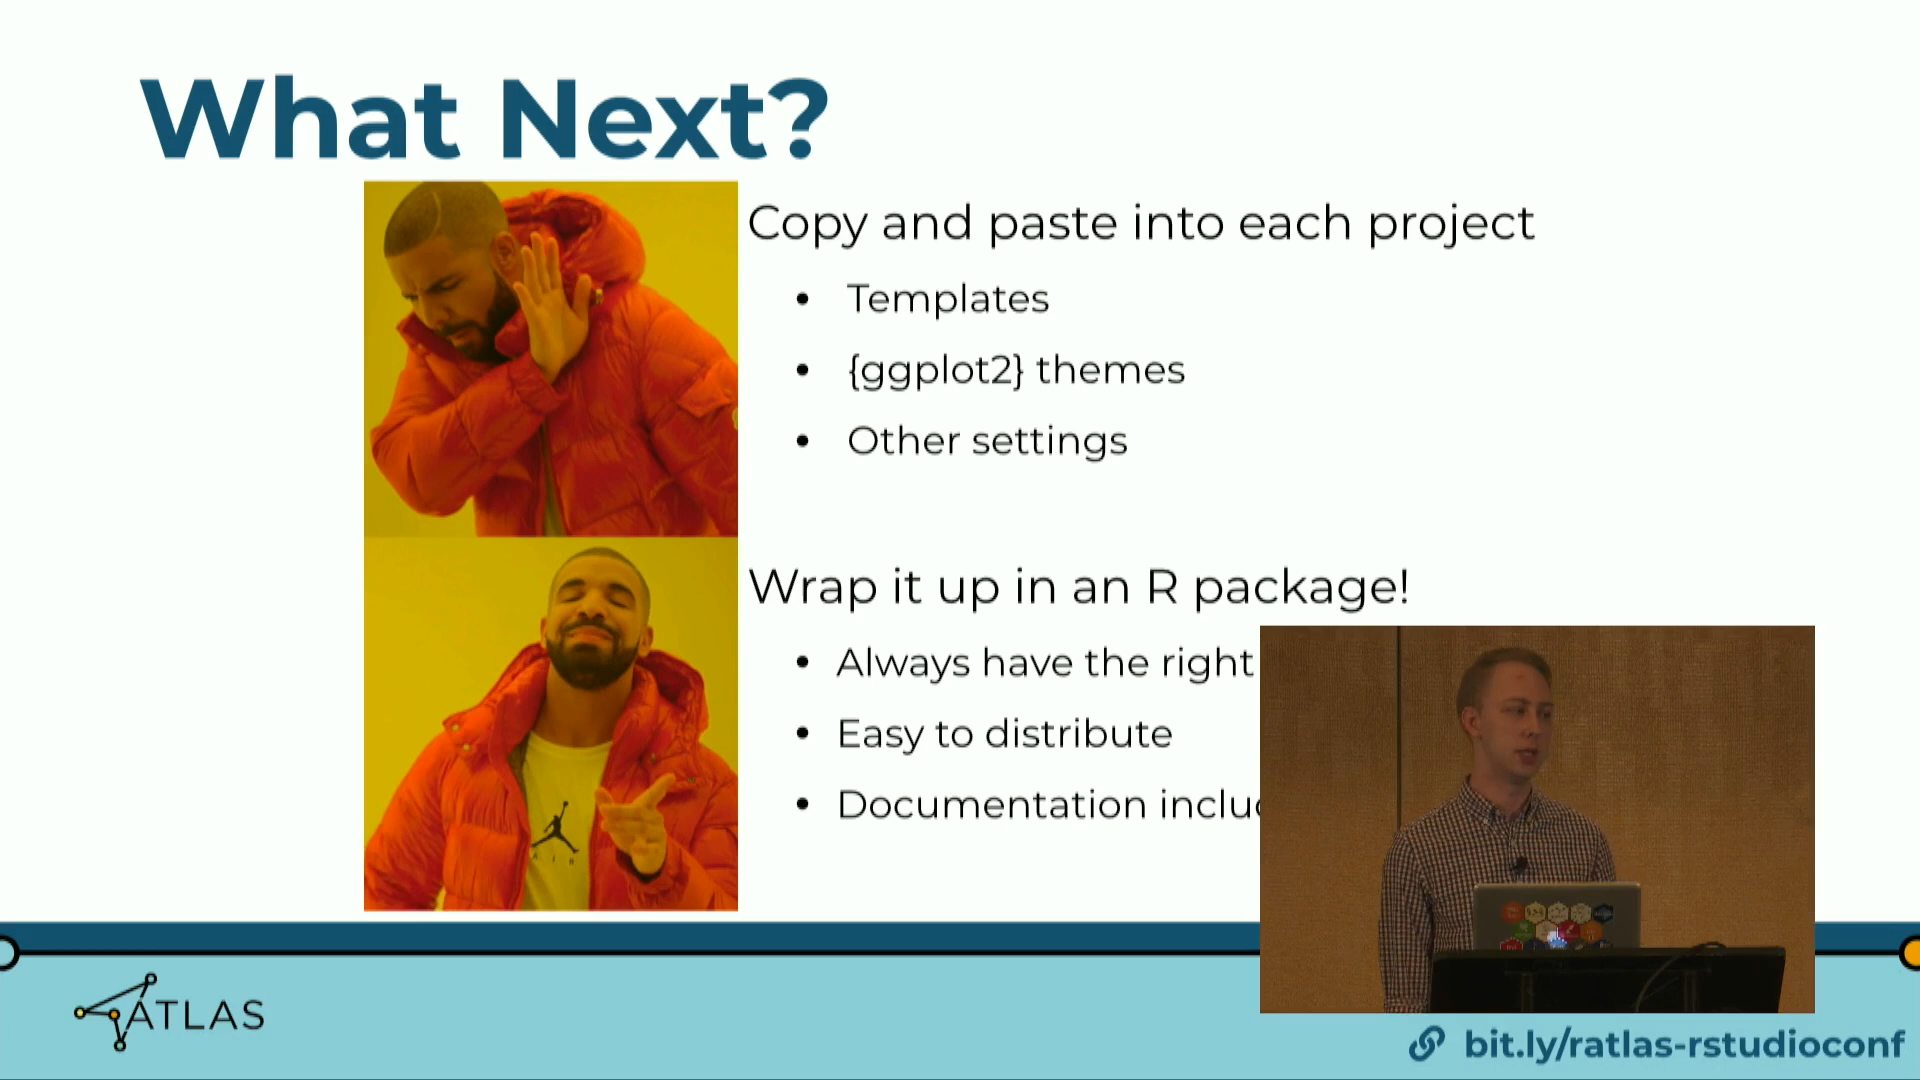 What Next?
Copy and paste into each project
• Templates
• {ggplot2} themes
• Other settings
Wrap it up in an R package!
• Always have the right
• Easy to distribute
• Documentation
AIR
ATLAS
bit.ly/ratlas-rstudioconf